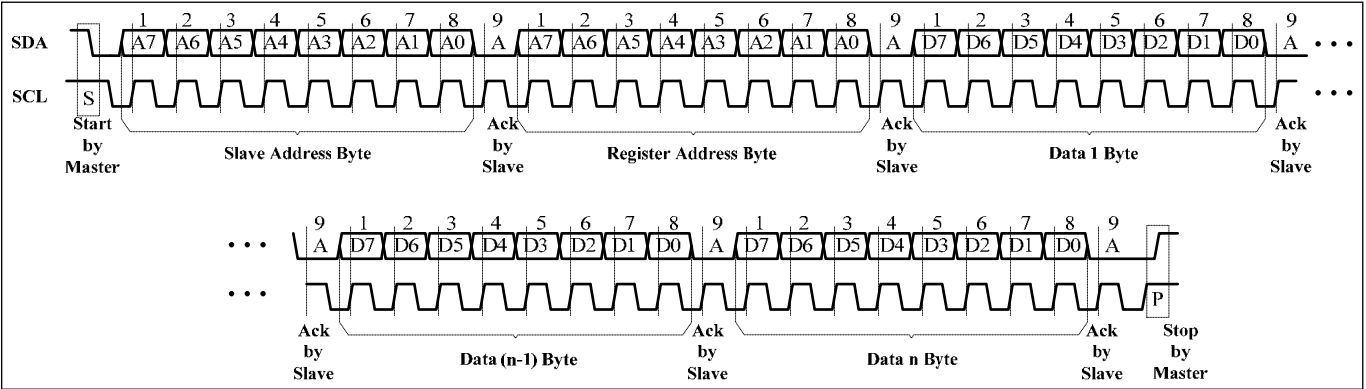 1 2 3 4 5 6 7 8 9 1 2 3 4 5 6 7 8 9 1 2 3 4 5 6 7 8 9
SDA A7 A6 A5 A4 A3 A2 A1 A0 A A7 A6 A5 A4 A3 A2 A1 A0 A D7 D6 D5 D4 D3 D2 D1 D0 A • • •
SCL S • • •
Start by Master
Slave Address Byte
Ack by Slave
Register Address Byte
Ack by Slave
Data 1 Byte
Ack by Slave
9 1 2 3 4 5 6 7 8 9 1 2 3 4 5 6 7 8 9
• • • A D7 D6 D5 D4 D3 D2 D1 D0 A D7 D6 D5 D4 D3 D2 D1 D0 A
• • • P
Ack by Slave
Data (n-1) Byte
Ack by Slave
Data n Byte
Ack by Slave
Stop by Master